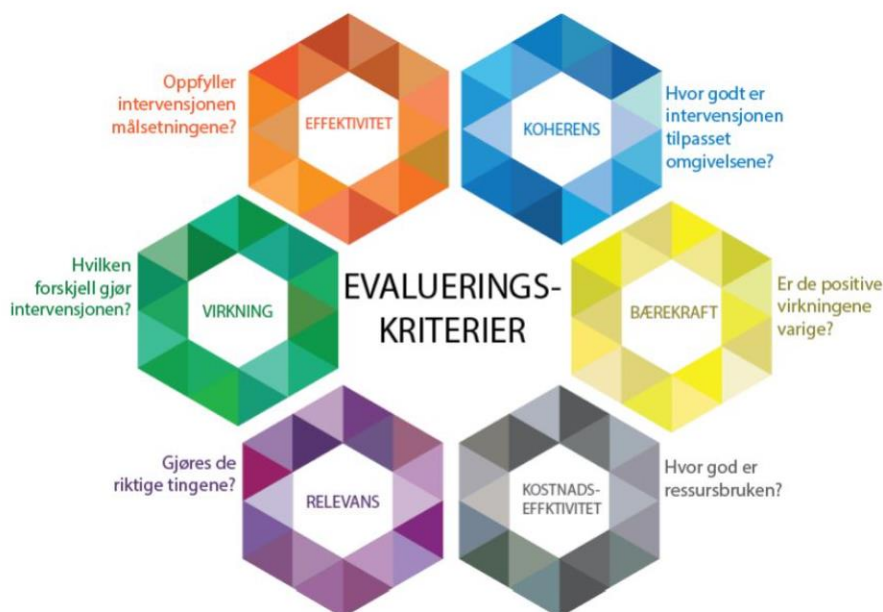 Oppfyller
intervensjonen
målsetningene?
EFFEKTIVITET
KOHERENS
Hvor godt er
intervensjonen
tilpasset
omgivelsene?
Hvilken
forskjell gjør
intervensjonen?
VIRKNING
EVALUERINGS-
KRITERIER
BÆREKRAFT
Er de positive
virkningene
varige?
Gjøres de
riktige tingene?
RELEVANS
KOSTNADS-
EFFKTIVITET
Hvor god er
ressursbruken?